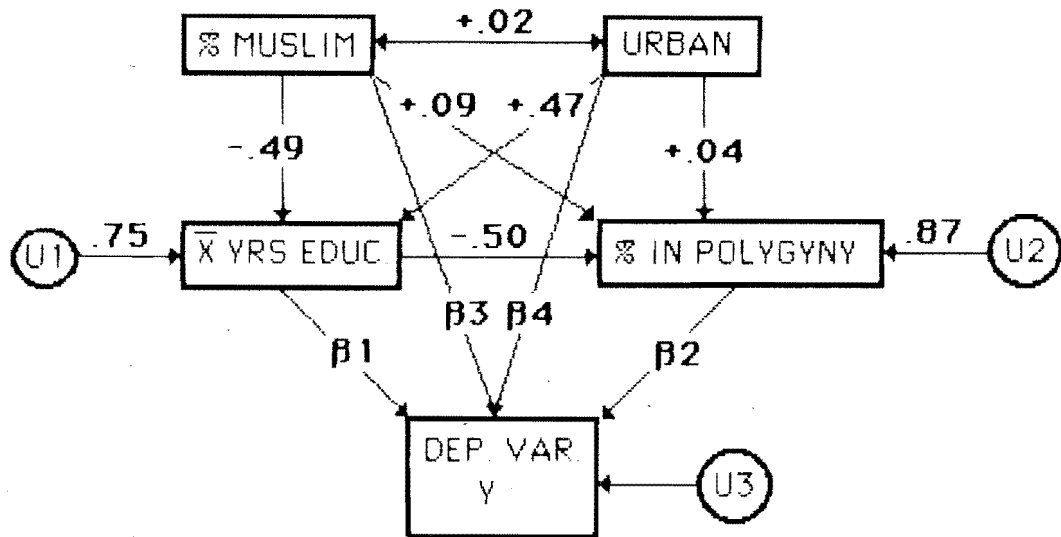 +.02
% MUSLIM
URBAN
+.09
+.47
-.49
+.04
U1
.75
X̅ YRS EDUC.
-.50
% IN POLYGYNY
.87
U2
β3
β4
β1
β2
DEP. VAR.
Y
U3